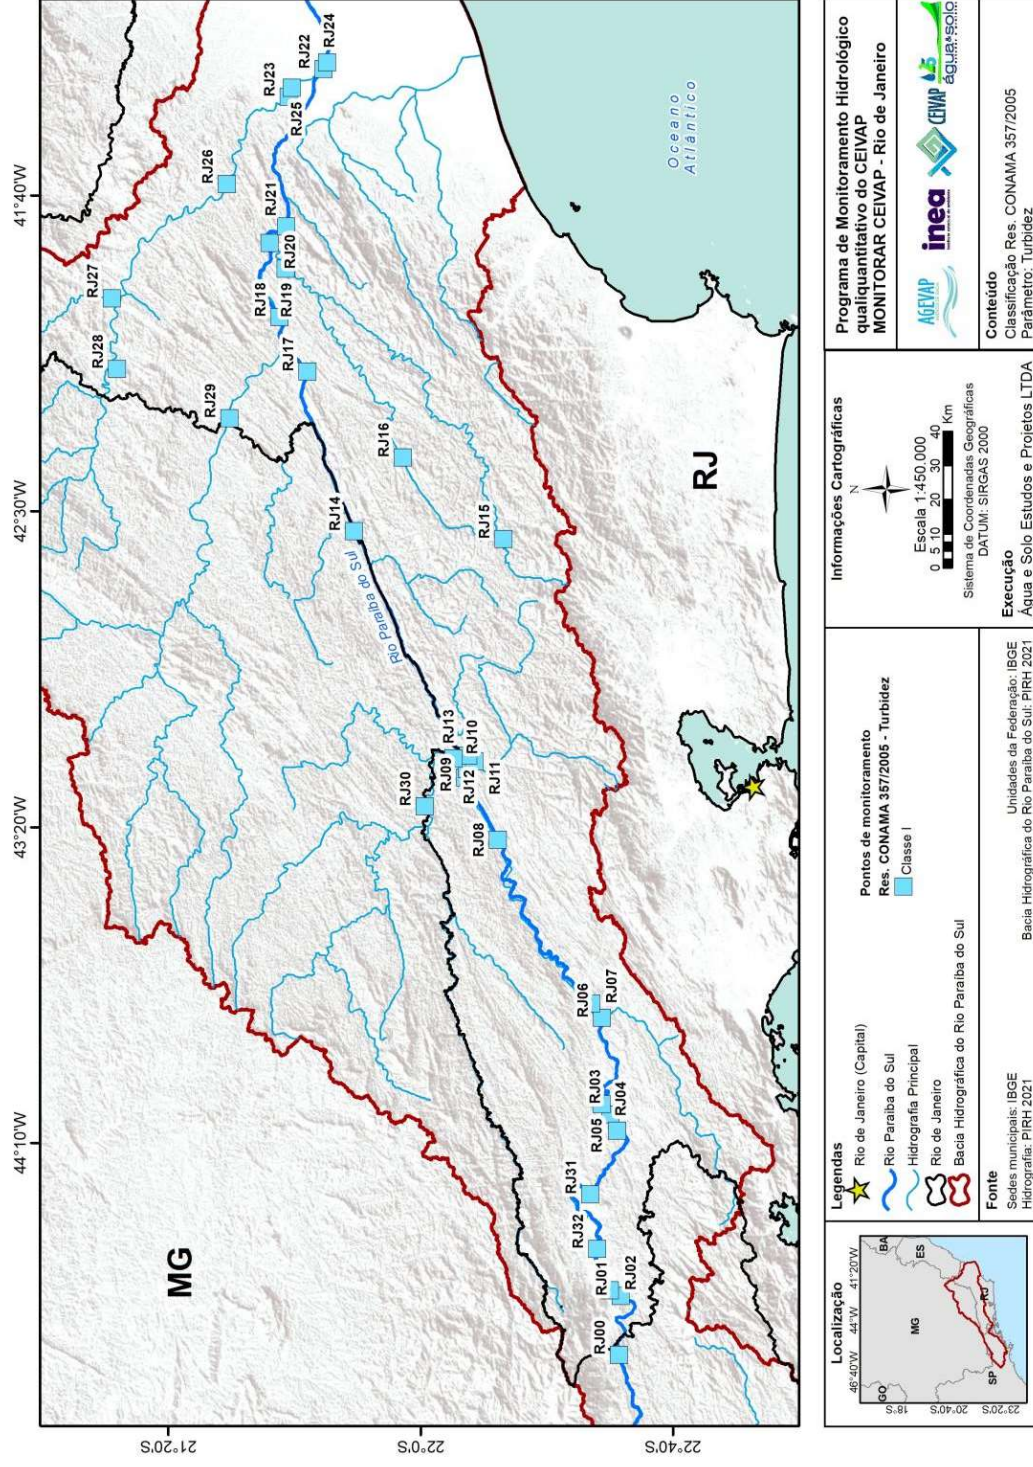 44°10'W
43°20'W
42°30'W
41°40'W
21°20'S
22°0'S
22°40'S
MG
RJ
Rio Paraíba do Sul
Oceano
Atlântico
RJ00
RJ01
RJ02
RJ32
RJ31
RJ05
RJ03
RJ04
RJ06
RJ07
RJ08
RJ30
RJ09
RJ13
RJ12
RJ10
RJ11
RJ14
RJ15
RJ16
RJ29
RJ17
RJ28
RJ27
RJ18
RJ19
RJ20
RJ21
RJ26
RJ25
RJ23
RJ22
RJ24
Localização
46°40'W
44°W
41°20'W
18°S
20°40'S
23°20'S
GO
MG
BA
ES
SP
RJ
Legendas
Rio de Janeiro (Capital)
Rio Paraíba do Sul
Hidrografia Principal
Rio de Janeiro
Bacia Hidrográfica do Rio Paraíba do Sul
Pontos de monitoramento
Res. CONAMA 357/2005 - Turbidez
Classe I
Fonte
Sedes municipais: IBGE
Hidrografia: PIRH 2021
Unidades da Federação: IBGE
Bacia Hidrográfica do Rio Paraíba do Sul: PIRH 2021
Informações Cartográficas
N
Escala 1:450.000
0 5 10 20 30 40
Km
Sistema de Coordenadas Geográficas
DATUM: SIRGAS 2000
Execução
Água e Solo Estudos e Projetos LTDA
Programa de Monitoramento Hidrológico
qualiquantitativo do CEIVAP
MONITORAR CEIVAP - Rio de Janeiro
AGEVAP
inea
CEIVAP
água&solo
Conteúdo
Classificação Res. CONAMA 357/2005
Parâmetro: Turbidez